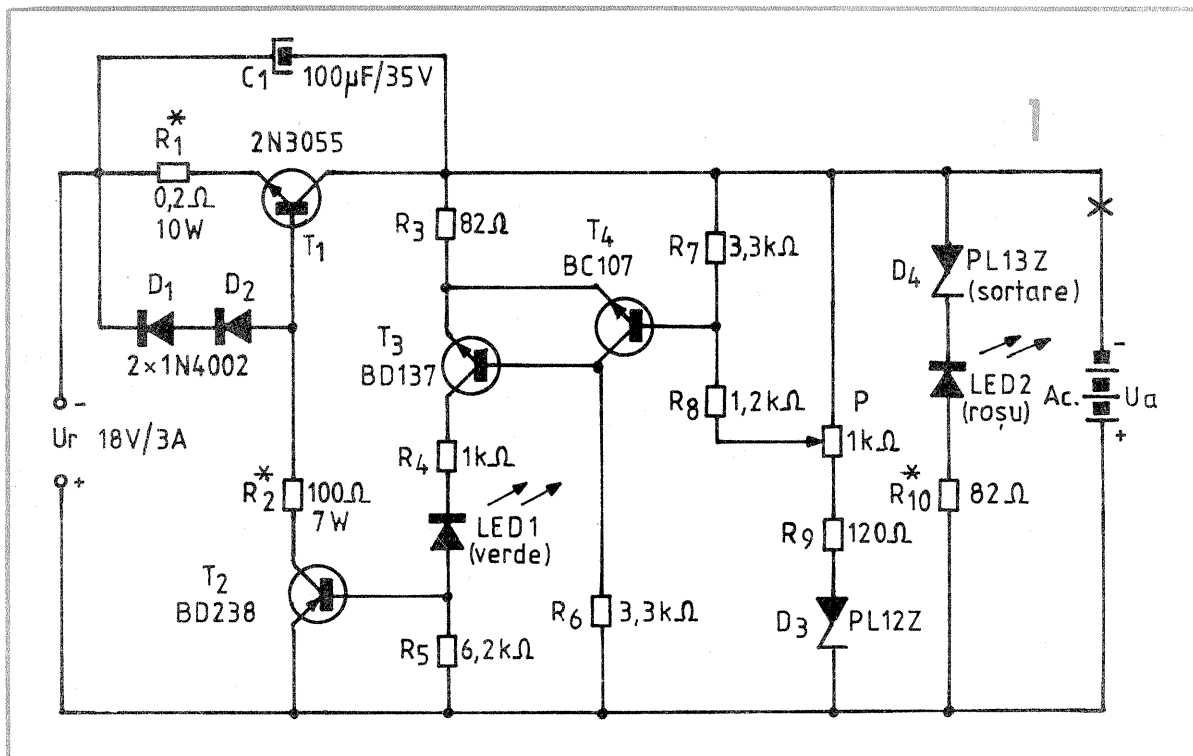 1
C1 100µF/35V
R1*
0,2Ω
10W
2N3055
T1
D1 D2
2×1N4002
-
Ur 18V/3A
+
R2* 100Ω
7W
T2
BD238
R3 82Ω
T3
BD137
R4 1kΩ
LED1
(verde)
R5 6,2kΩ
T4
BC107
R6 3,3kΩ
R7 3,3kΩ
R8 1,2kΩ
P
1kΩ
R9 120Ω
D3 PL12Z
D4 PL13Z
(sortare)
LED2
(roșu)
R10* 82Ω
-
Ac. Ua
+